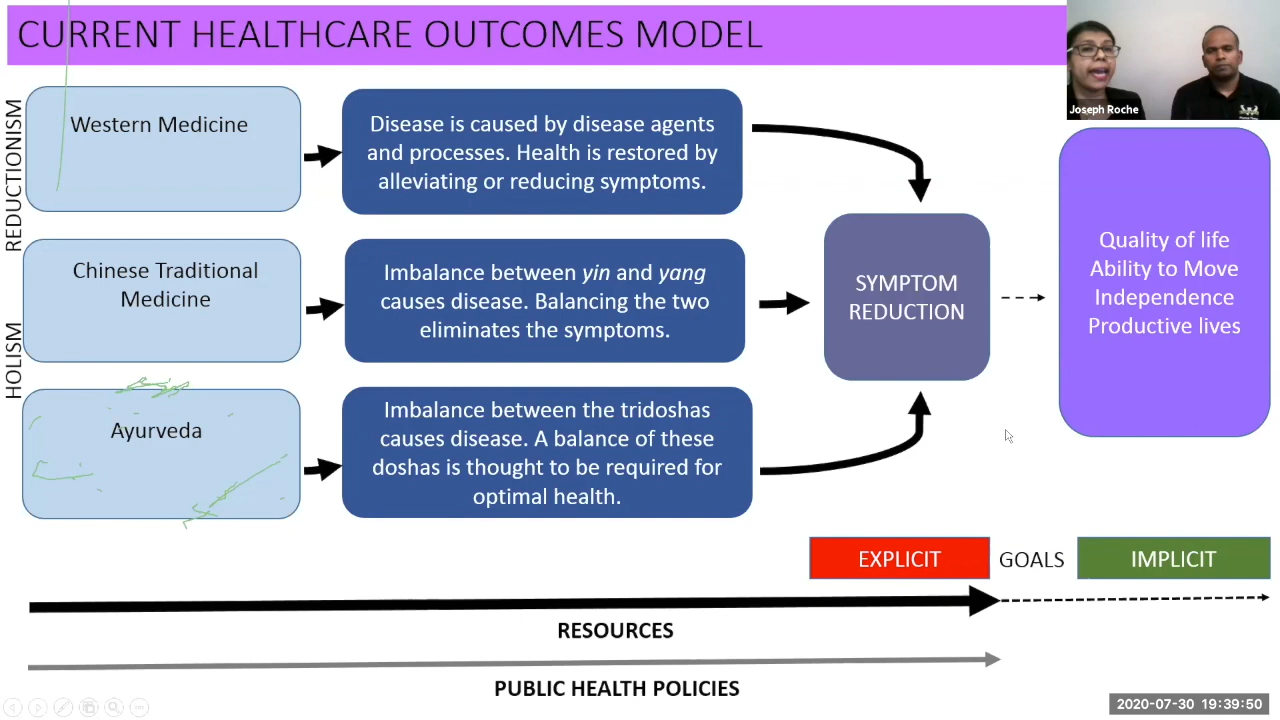 CURRENT HEALTHCARE OUTCOMES MODEL
Joseph Roche
REDUCTIONISM
HOLISM
Western Medicine
Disease is caused by disease agents
and processes. Health is restored by
alleviating or reducing symptoms.
Chinese Traditional
Medicine
Imbalance between yin and yang
causes disease. Balancing the two
eliminates the symptoms.
Ayurveda
Imbalance between the tridoshas
causes disease. A balance of these
doshas is thought to be required for
optimal health.
SYMPTOM
REDUCTION
Quality of life
Ability to Move
Independence
Productive lives
EXPLICIT
GOALS
IMPLICIT
RESOURCES
PUBLIC HEALTH POLICIES
2020-07-30 19:39:50